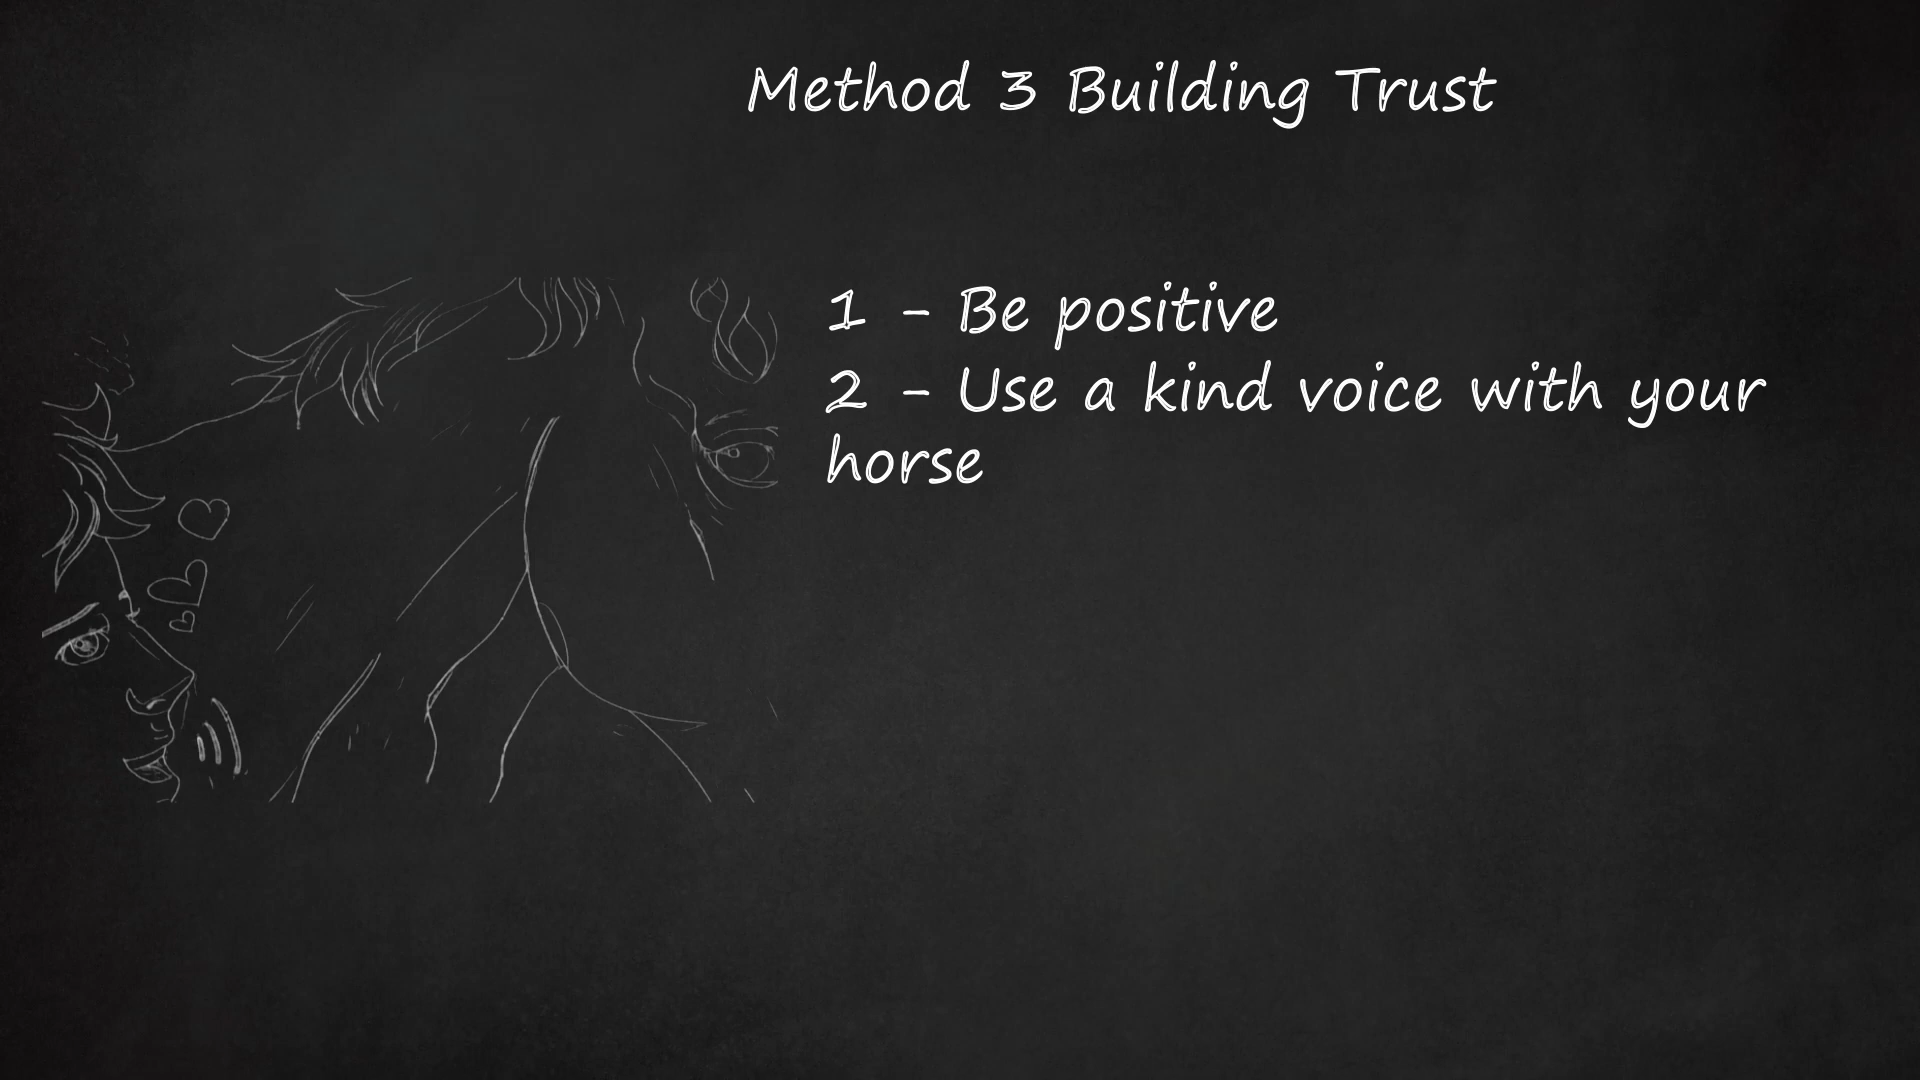 Method 3 Building Trust
1 - Be positive
2 - Use a kind voice with your
horse